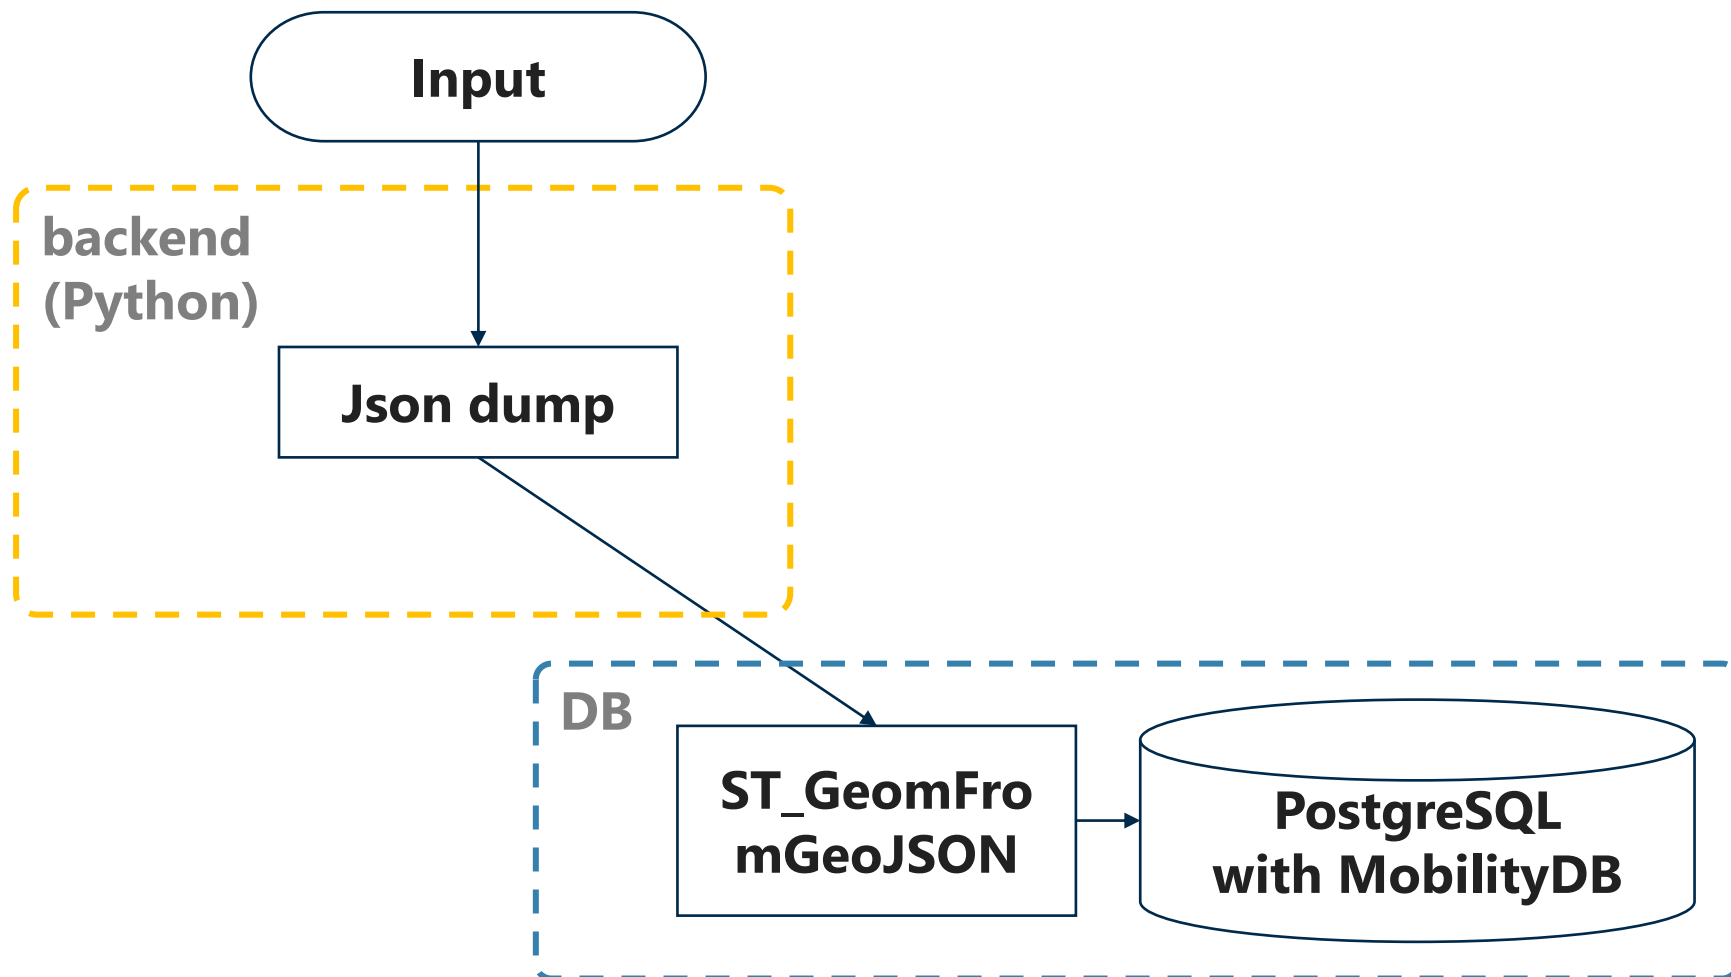 Input
backend
(Python)
Json dump
DB
ST_GeomFro
mGeoJSON
PostgreSQL
with MobilityDB